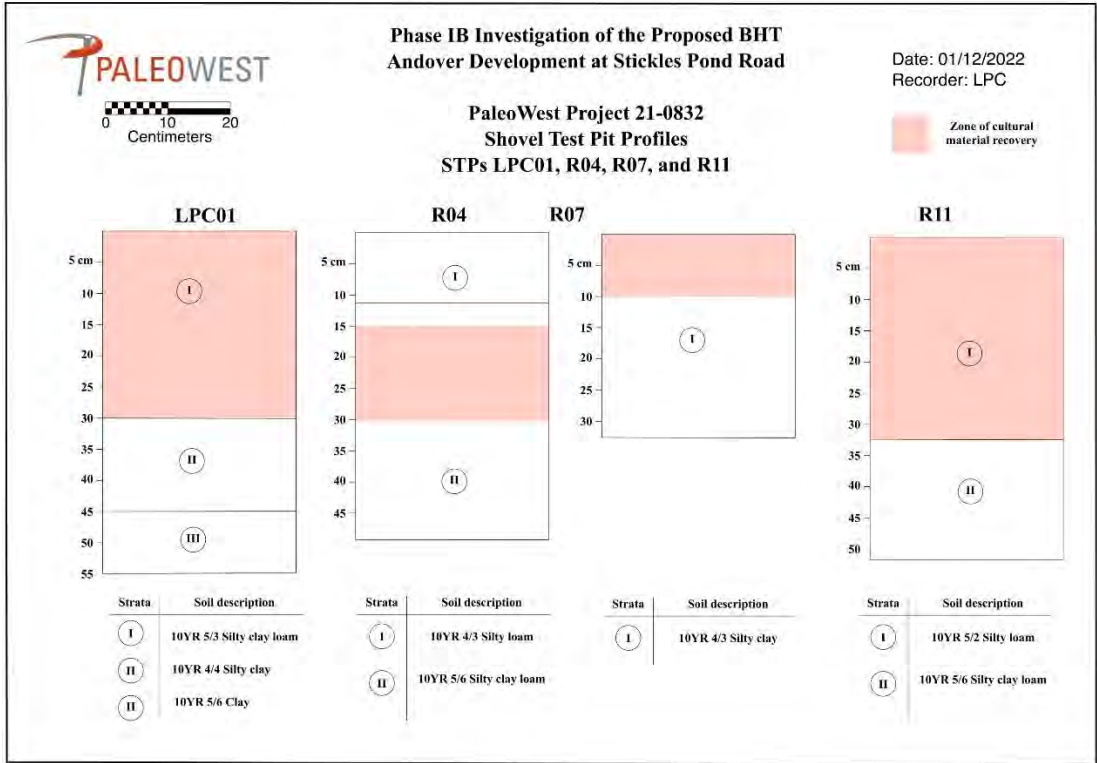 PALEOWEST
0 10 20
Centimeters
Phase IB Investigation of the Proposed BHT
Andover Development at Stickles Pond Road
PaleoWest Project 21-0832
Shovel Test Pit Profiles
STPs LPC01, R04, R07, and R11
Date: 01/12/2022
Recorder: LPC
Zone of cultural
material recovery
LPC01
5 cm
10
15
20
25
30
35
40
45
50
55
I
II
III
Strata Soil description
I 10YR 5/3 Silty clay loam
II 10YR 4/4 Silty clay
II 10YR 5/6 Clay
R04
5 cm
10
15
20
25
30
35
40
45
I
II
Strata Soil description
I 10YR 4/3 Silty loam
II 10YR 5/6 Silty clay loam
R07
5 cm
10
15
20
25
30
I
Strata Soil description
I 10YR 4/3 Silty clay
R11
5 cm
10
15
20
25
30
35
40
45
50
I
II
Strata Soil description
I 10YR 5/2 Silty loam
II 10YR 5/6 Silty clay loam